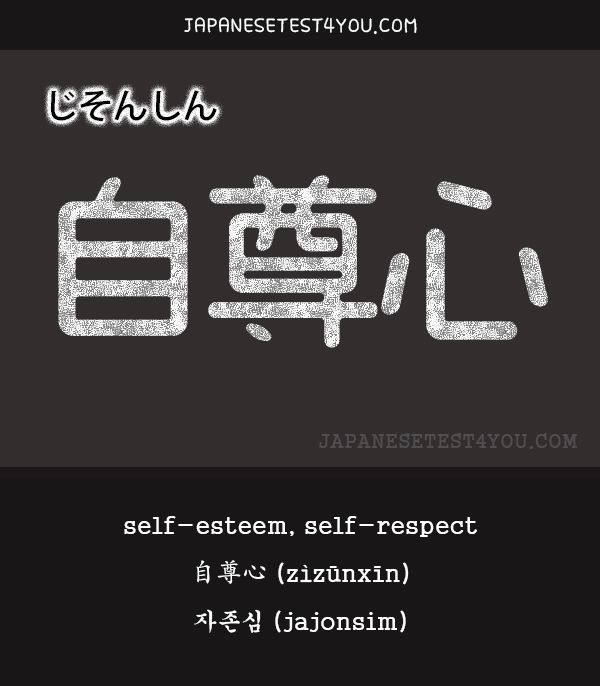 JAPANESETEST4YOU.COM
じそんしん
自尊心
JAPANESETEST4YOU.COM
self-esteem, self-respect
自尊心 (zìzūnxīn)
자존심 (jajonsim)